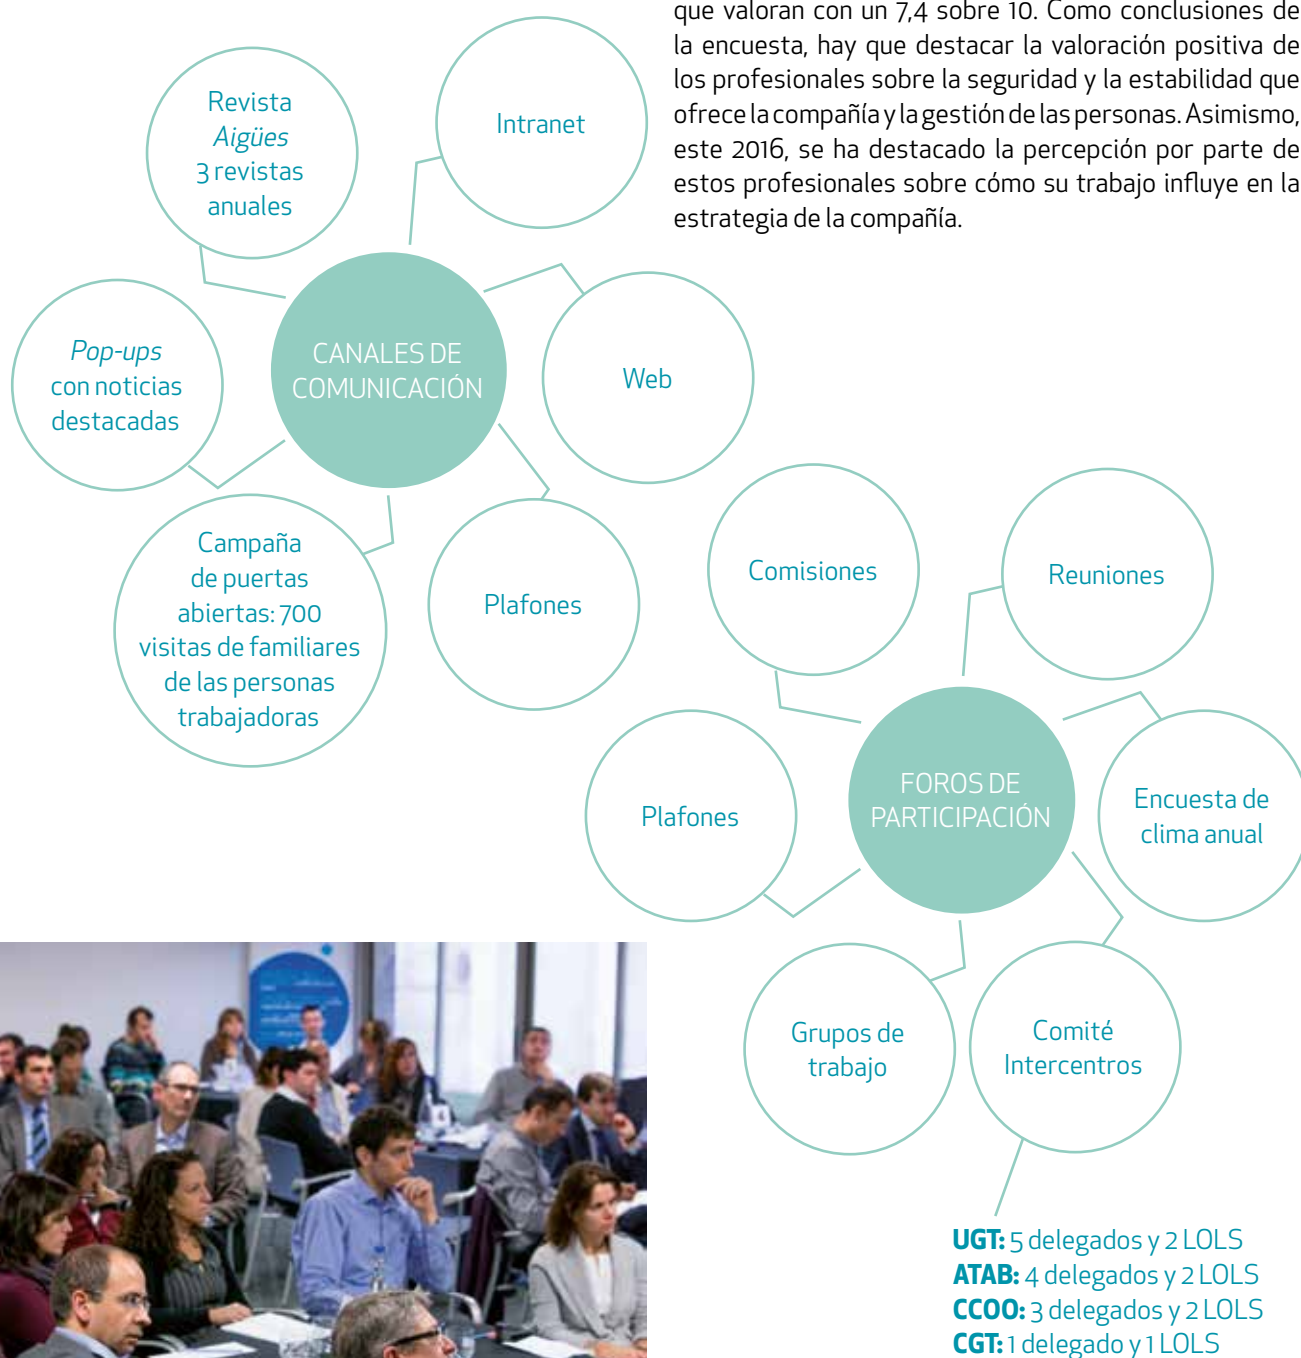 que valoran con un 7,4 sobre 10. Como conclusiones de
la encuesta, hay que destacar la valoración positiva de
los profesionales sobre la seguridad y la estabilidad que
ofrece la compañía y la gestión de las personas. Asimismo,
este 2016, se ha destacado la percepción por parte de
estos profesionales sobre cómo su trabajo influye en la
estrategia de la compañía.
Revista
Aigües
3 revistas
anuales
Intranet
CANALES DE
COMUNICACIÓN
Pop-ups
con noticias
destacadas
Web
Campaña
de puertas
abiertas: 700
visitas de familiares
de las personas
trabajadoras
Plafones
Comisiones
Reuniones
FOROS DE
PARTICIPACIÓN
Plafones
Encuesta de
clima anual
Grupos de
trabajo
Comité
Intercentros
UGT: 5 delegados y 2 LOLS
ATAB: 4 delegados y 2 LOLS
CCOO: 3 delegados y 2 LOLS
CGT: 1 delegado y 1 LOLS